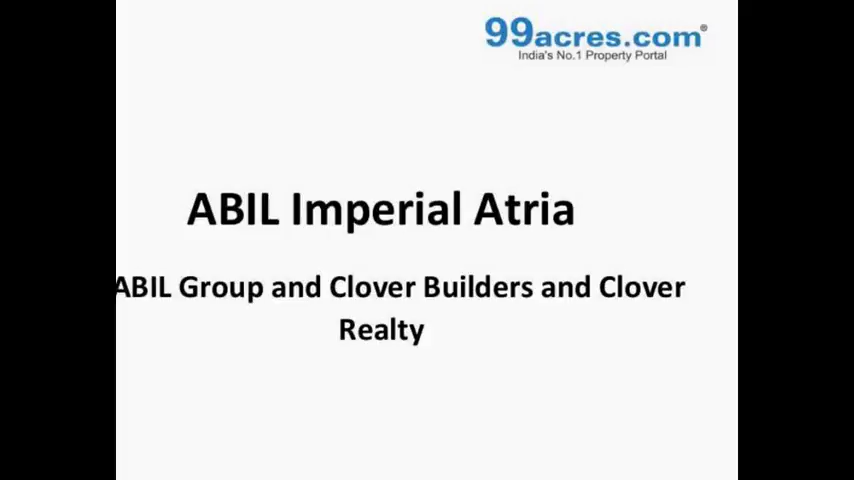 99acres.com®
India's No.1 Property Portal
ABIL Imperial Atria
ABIL Group and Clover Builders and Clover
Realty